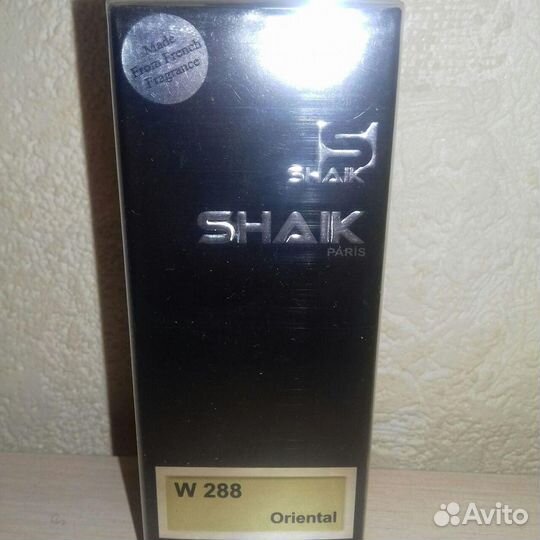 Made
From French
Fragrance
S
SHAIK
SHAIK
PARIS
W 288
Oriental
Avito